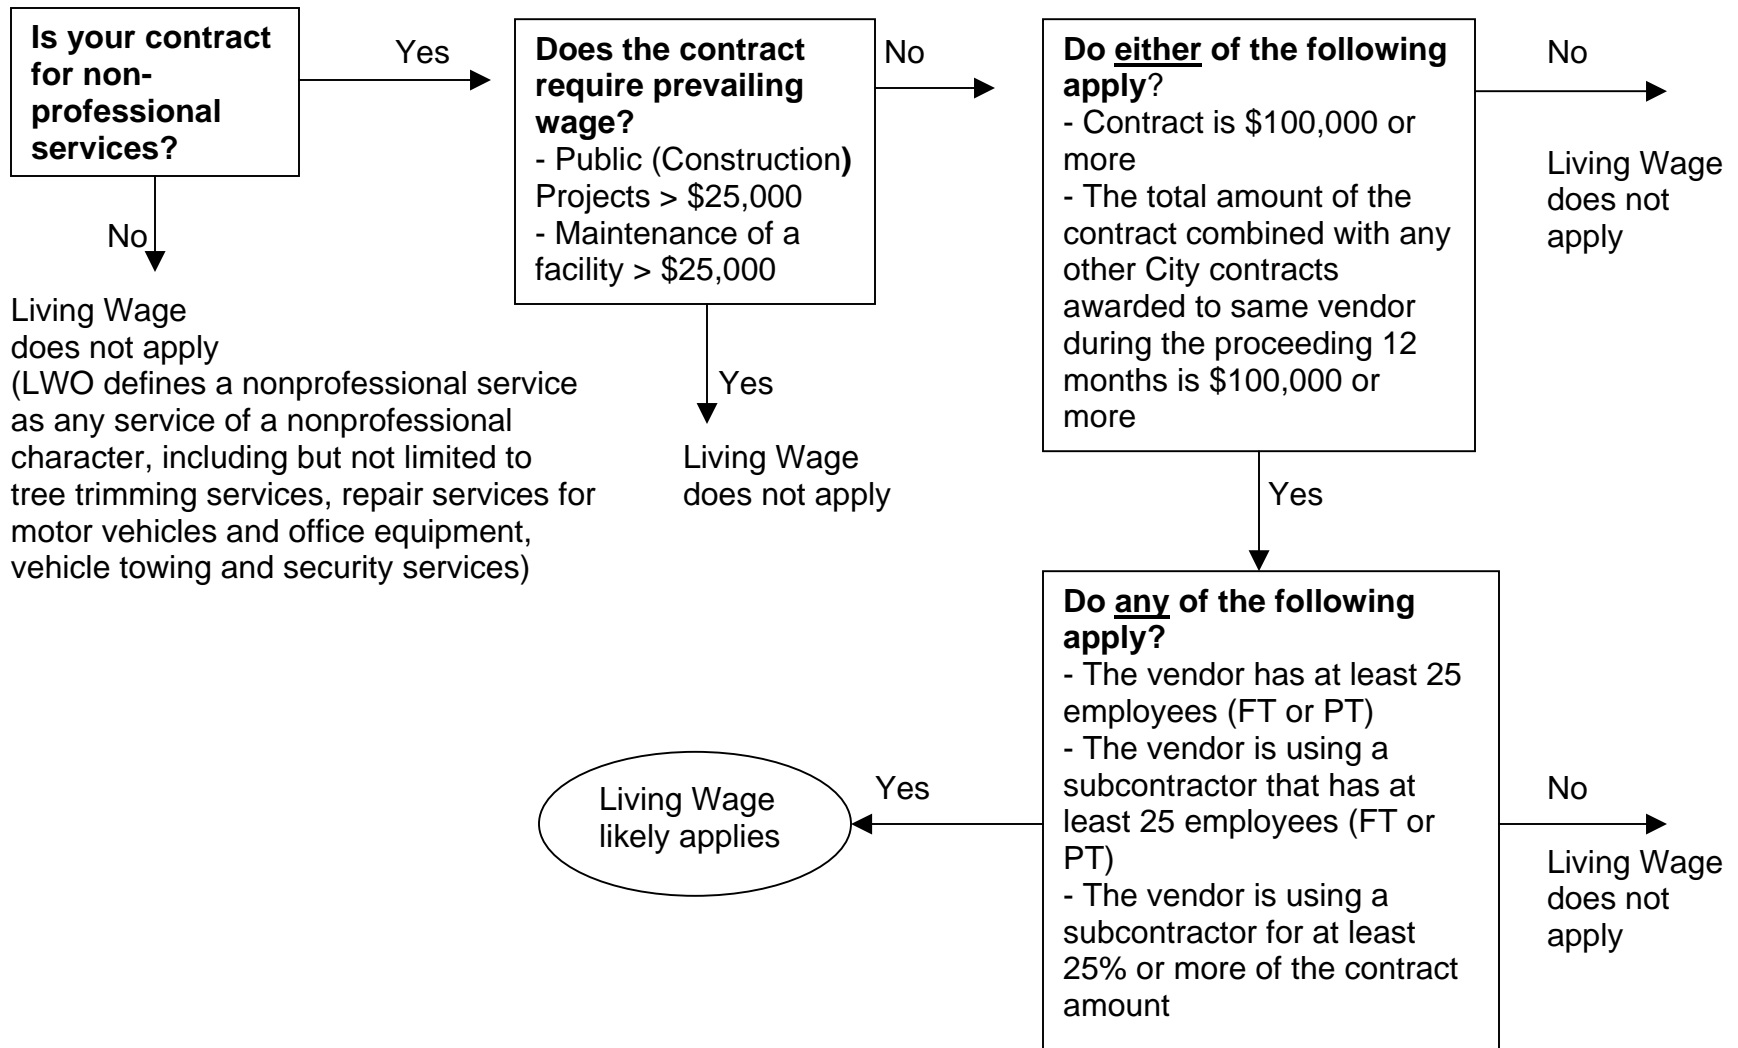 Is your contract
for non-
professional
services?
Yes
No
Living Wage
does not apply
(LWO defines a nonprofessional service
as any service of a nonprofessional
character, including but not limited to
tree trimming services, repair services for
motor vehicles and office equipment,
vehicle towing and security services)
Does the contract
require prevailing
wage?
- Public (Construction)
Projects > $25,000
- Maintenance of a
facility > $25,000
No
Yes
Living Wage
does not apply
Do either of the following
apply?
- Contract is $100,000 or
more
- The total amount of the
contract combined with any
other City contracts
awarded to same vendor
during the proceeding 12
months is $100,000 or
more
No
Living Wage
does not
apply
Yes
Do any of the following
apply?
- The vendor has at least 25
employees (FT or PT)
- The vendor is using a
subcontractor that has at
least 25 employees (FT or
PT)
- The vendor is using a
subcontractor for at least
25% or more of the contract
amount
Yes
Living Wage
likely applies
No
Living Wage
does not
apply